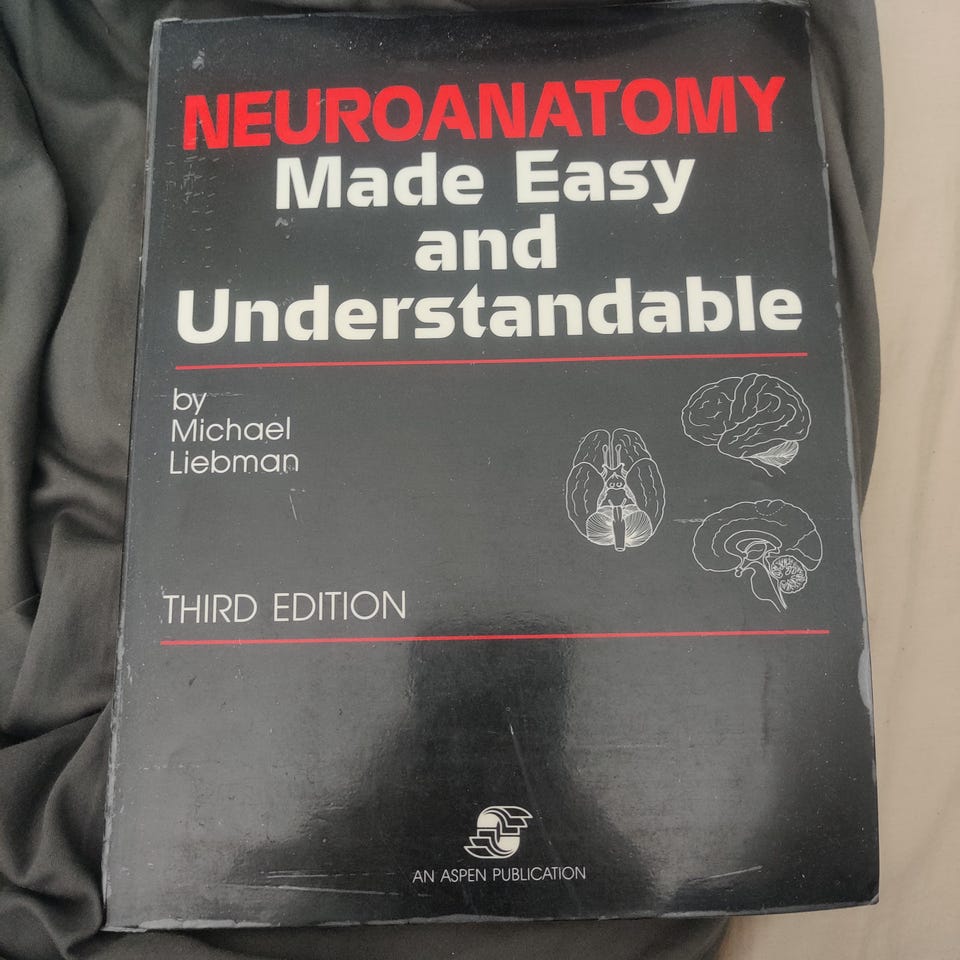 NEUROANATOMY
Made Easy
and
Understandable
by
Michael
Liebman
THIRD EDITION
AN ASPEN PUBLICATION